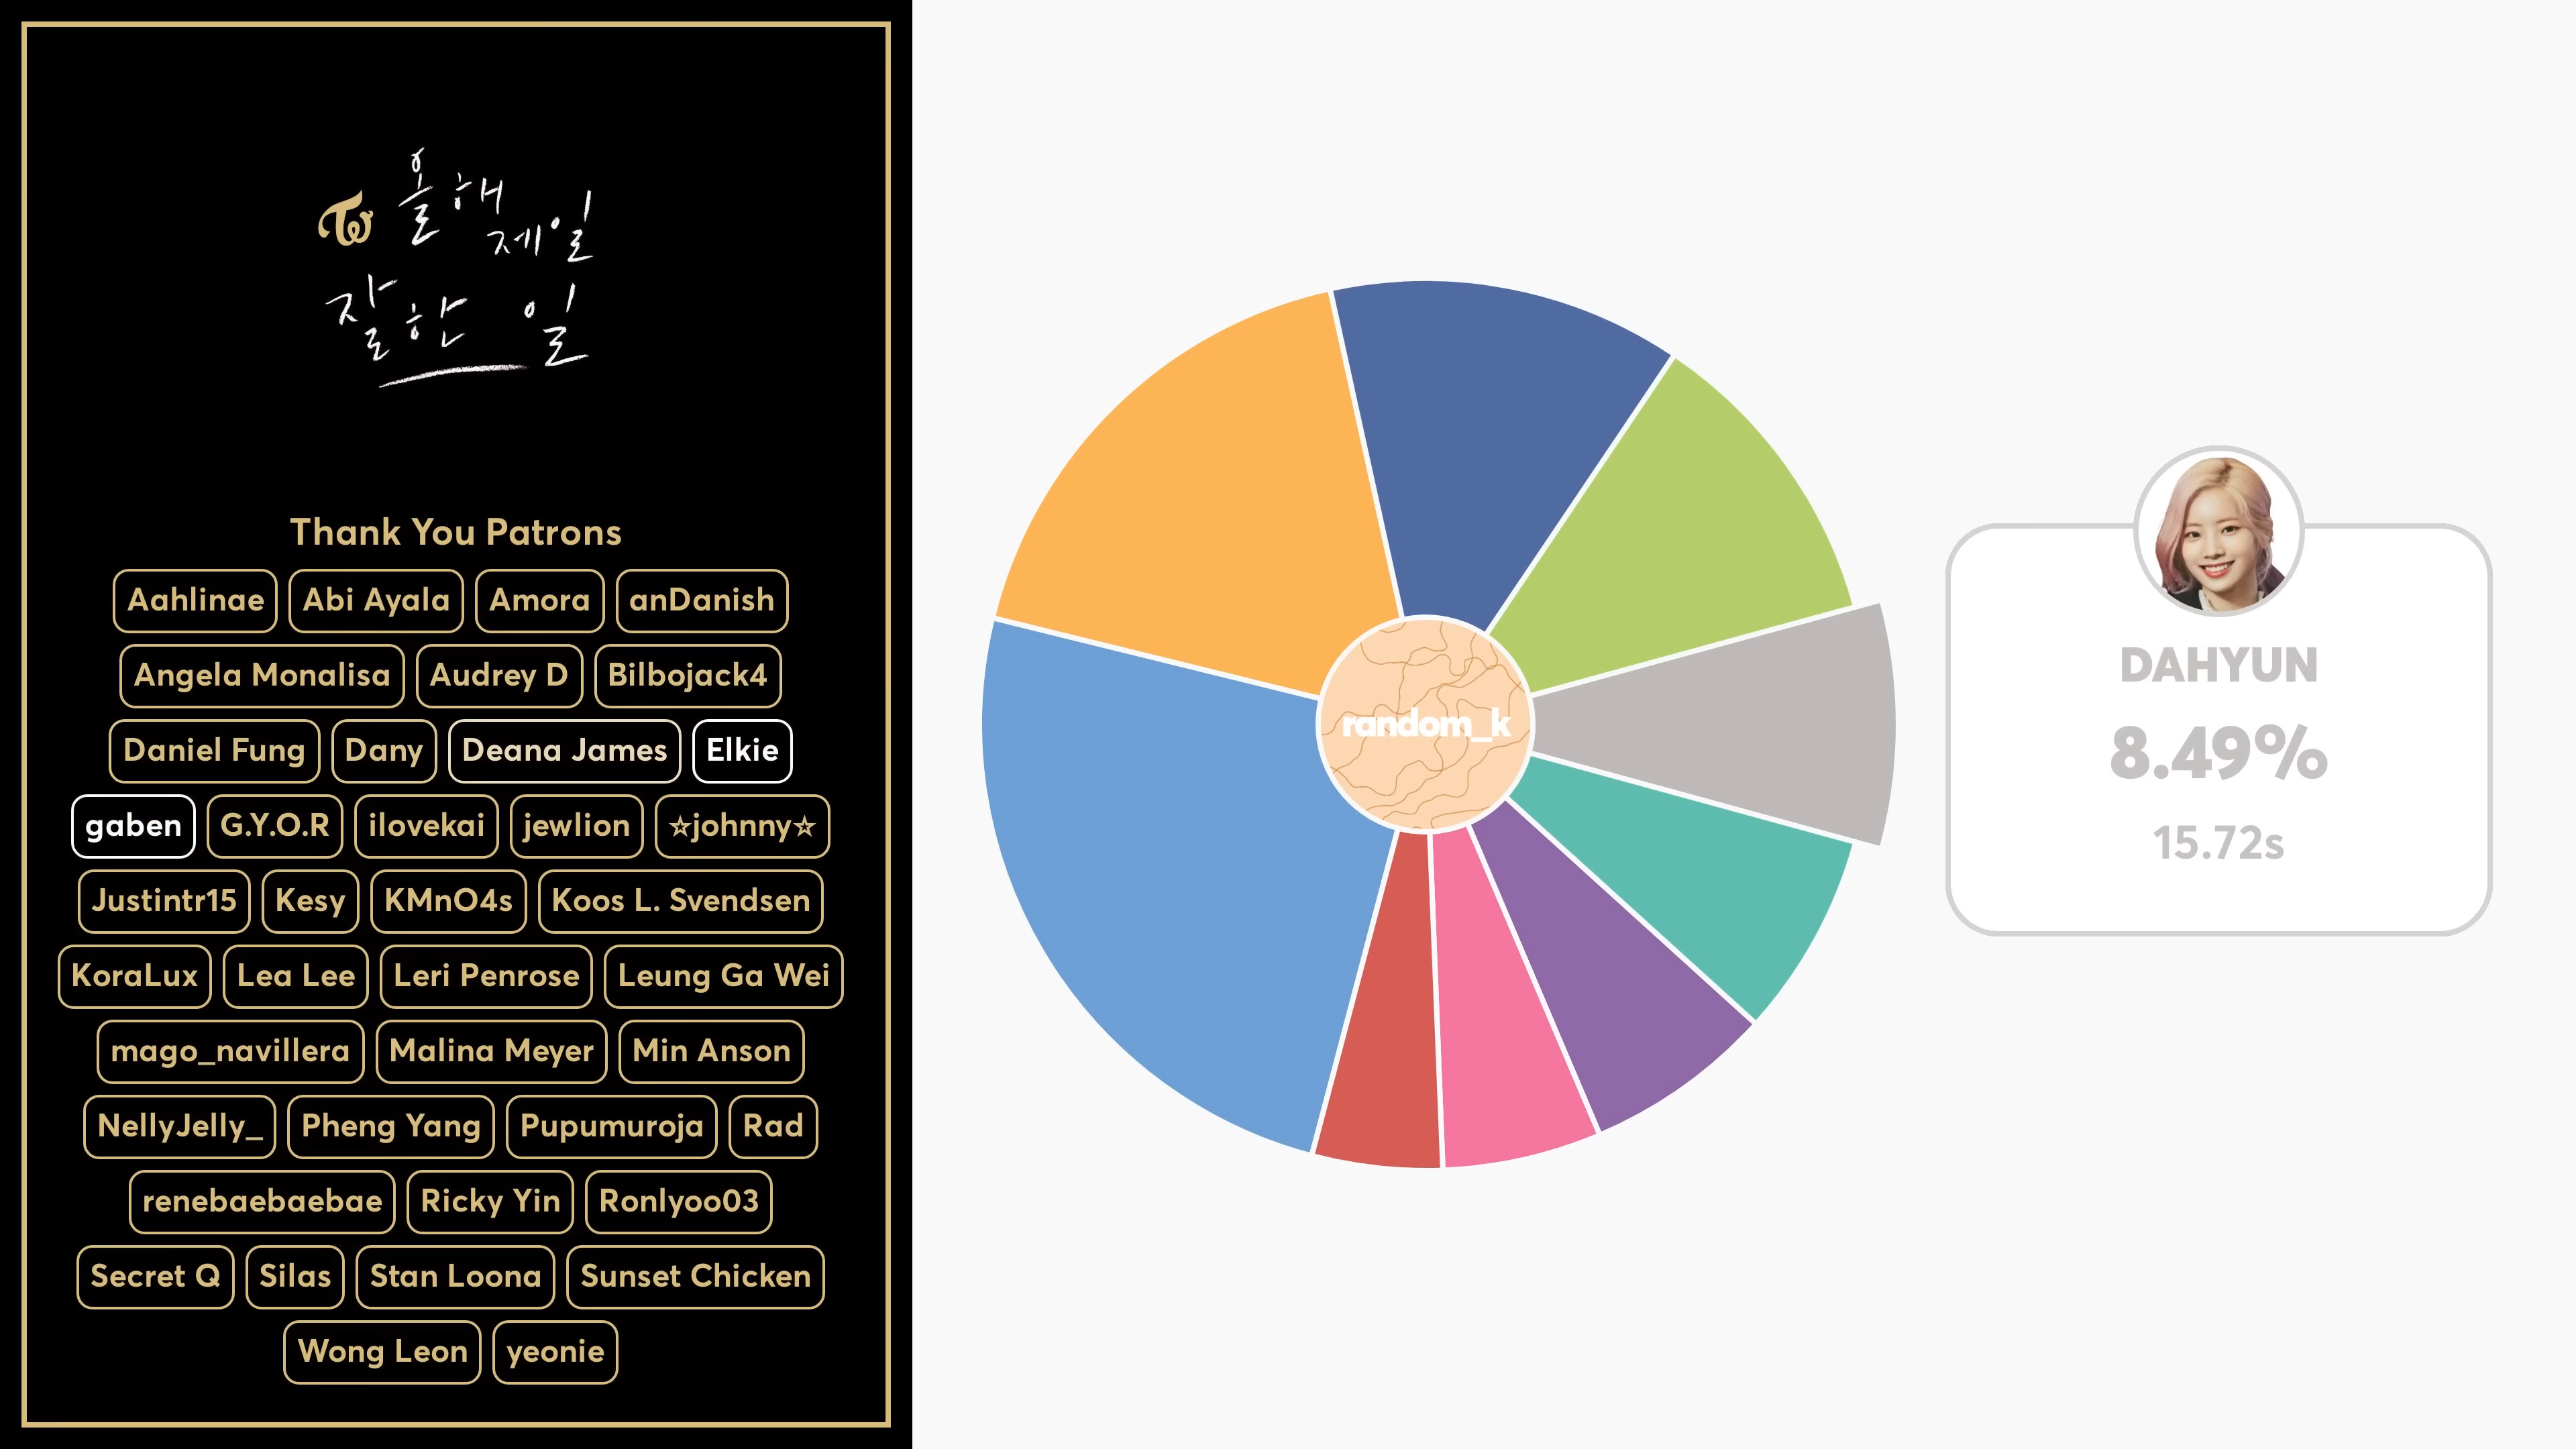 올해
제일
잘한 일
Thank You Patrons
Aahlinae Abi Ayala Amora anDanish
Angela Monalisa Audrey D Bilbojack4
Daniel Fung Dany Deana James Elkie
gaben G.Y.O.R ilovekai jewlion ☆johnny☆
Justintr15 Kesy KMnO4s Koos L. Svendsen
KoraLux Lea Lee Leri Penrose Leung Ga Wei
mago_navillera Malina Meyer Min Anson
NellyJelly_ Pheng Yang Pupumuroja Rad
renebaebaebae Ricky Yin Ronlyoo03
Secret Q Silas Stan Loona Sunset Chicken
Wong Leon yeonie
random_k
DAHYUN
8.49%
15.72s